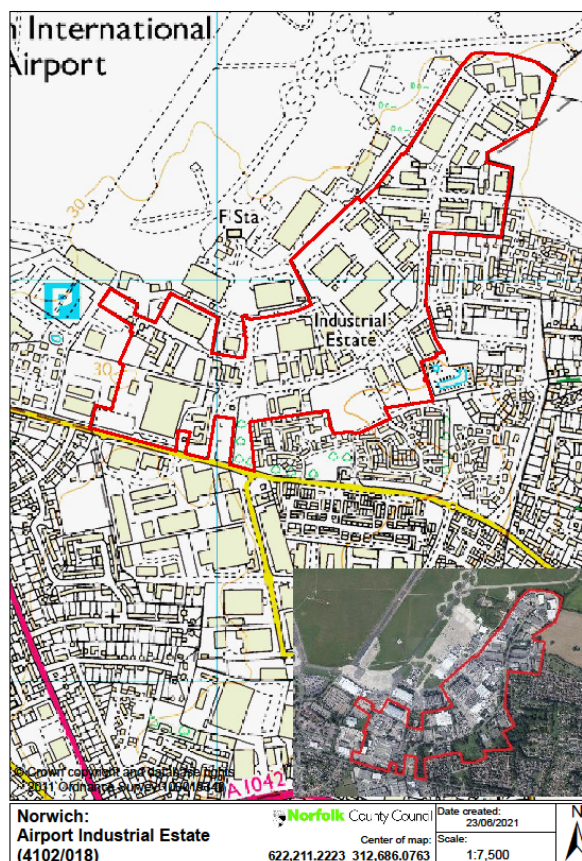 n International
Airport
30
F Sta
P
Industrial
Estate
30
© Crown copyright and database rights
2011 Ordnance Survey
A1042
Norwich:
Airport Industrial Estate
(4102/018)
Norfolk County Council
Center of map:
622,211.2223 312,686.0763
Date created:
23/06/2021
Scale:
1:7,500
N